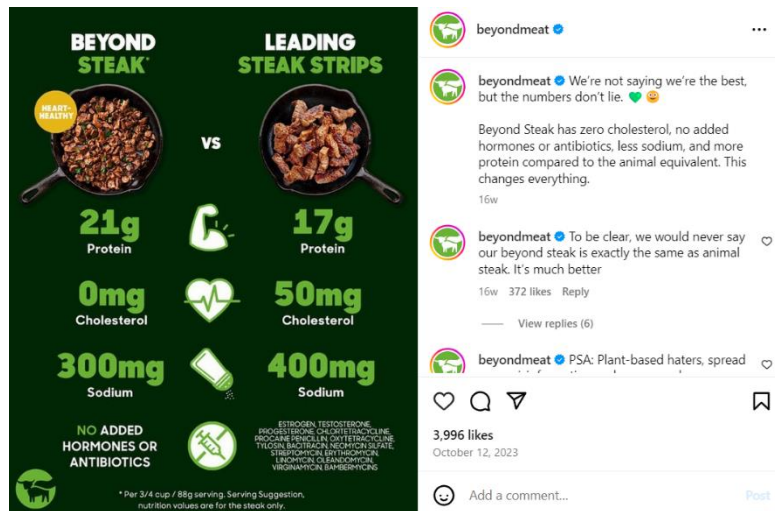 BEYOND
STEAK*
LEADING
STEAK STRIPS
HEART-
HEALTHY
VS
21g
Protein
17g
Protein
0mg
Cholesterol
50mg
Cholesterol
300mg
Sodium
400mg
Sodium
NO ADDED
HORMONES OR
ANTIBIOTICS
ESTROGEN, TESTOSTERONE,
PROGESTERONE, CHLORTETRACYCLINE,
PROCAINE PENICILLIN, OXYTETRACYCLINE,
TYLOSIN, BACITRACIN, NEOMYCIN SULFATE,
STREPTOMYCIN, ERYTHROMYCIN,
LINOMYCIN, OLEANDOMYCIN,
VIRGINAMYCIN, BAMBERMYCINS
* Per 3/4 cup / 88g serving. Serving Suggestion,
nutrition values are for the steak only.
beyondmeat
beyondmeat We're not saying we're the best,
but the numbers don't lie. 💚 😀
Beyond Steak has zero cholesterol, no added
hormones or antibiotics, less sodium, and more
protein compared to the animal equivalent. This
changes everything.
16w
beyondmeat To be clear, we would never say
our beyond steak is exactly the same as animal
steak. It's much better
16w 372 likes Reply
View replies (6)
beyondmeat PSA: Plant-based haters, spread
3,996 likes
October 12, 2023
Add a comment...
Post